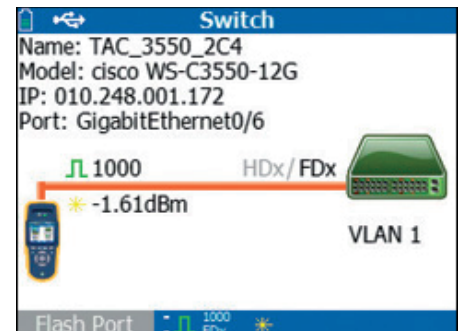 Switch
Name: TAC_3550_2C4
Model: cisco WS-C3550-12G
IP: 010.248.001.172
Port: GigabitEthernet0/6
1000 HDx/FDx
-1.61dBm
VLAN 1
Flash Port 1000
FDx